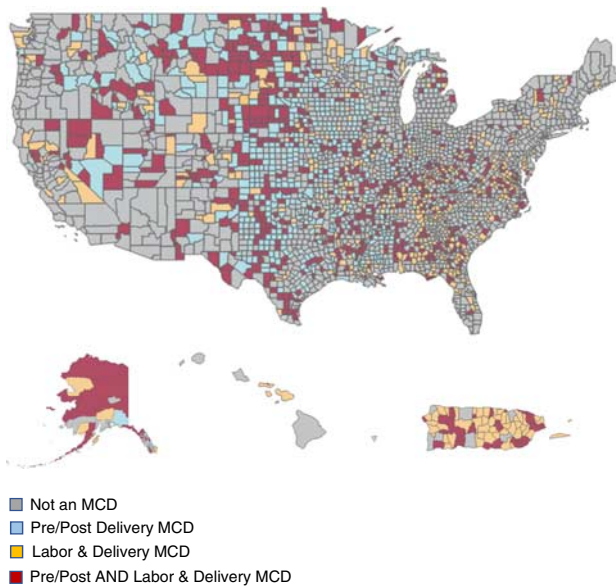 Not an MCD
Pre/Post Delivery MCD
Labor & Delivery MCD
Pre/Post AND Labor & Delivery MCD